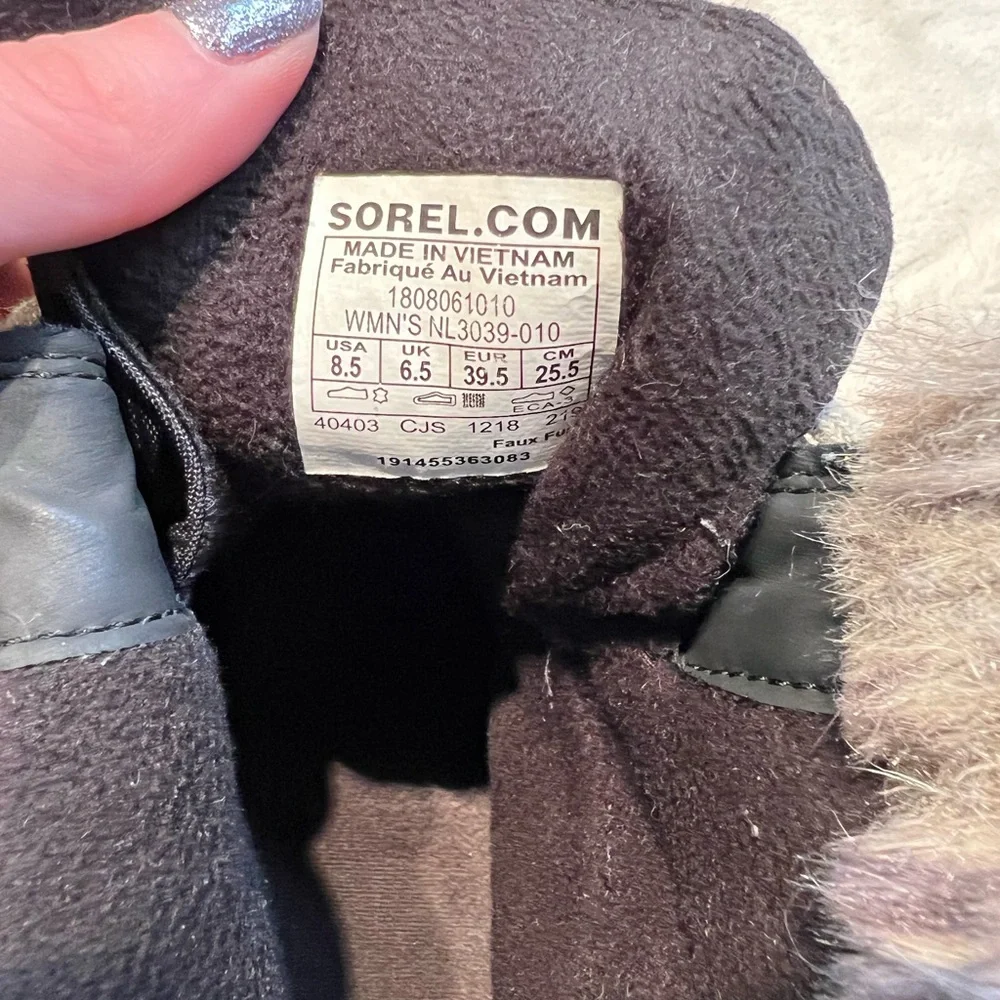 SOREL.COM
MADE IN VIETNAM
Fabriqué Au Vietnam
1808061010
WMN'S NL3039-010
USA UK EUR CM
8.5 6.5 39.5 25.5
40403 CJS 1218
Faux
191455363083